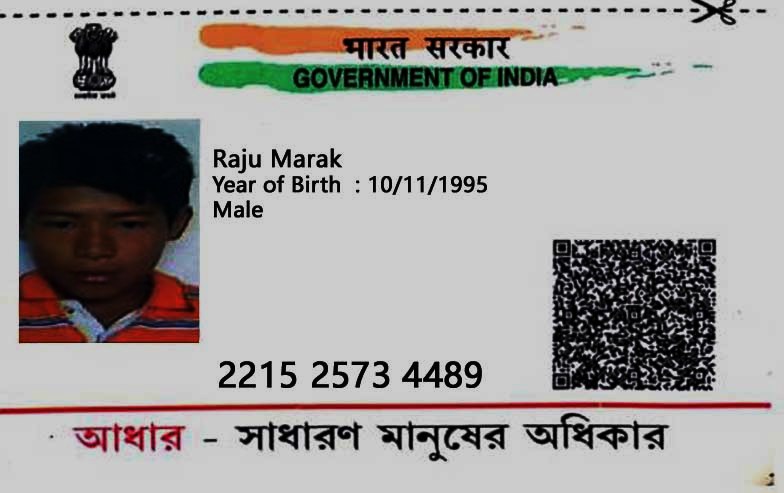 भारत सरकार
GOVERNMENT OF INDIA
Raju Marak
Year of Birth : 10/11/1995
Male
2215 2573 4489
আধাৰ - সাধারণ মানুষের অধিকার